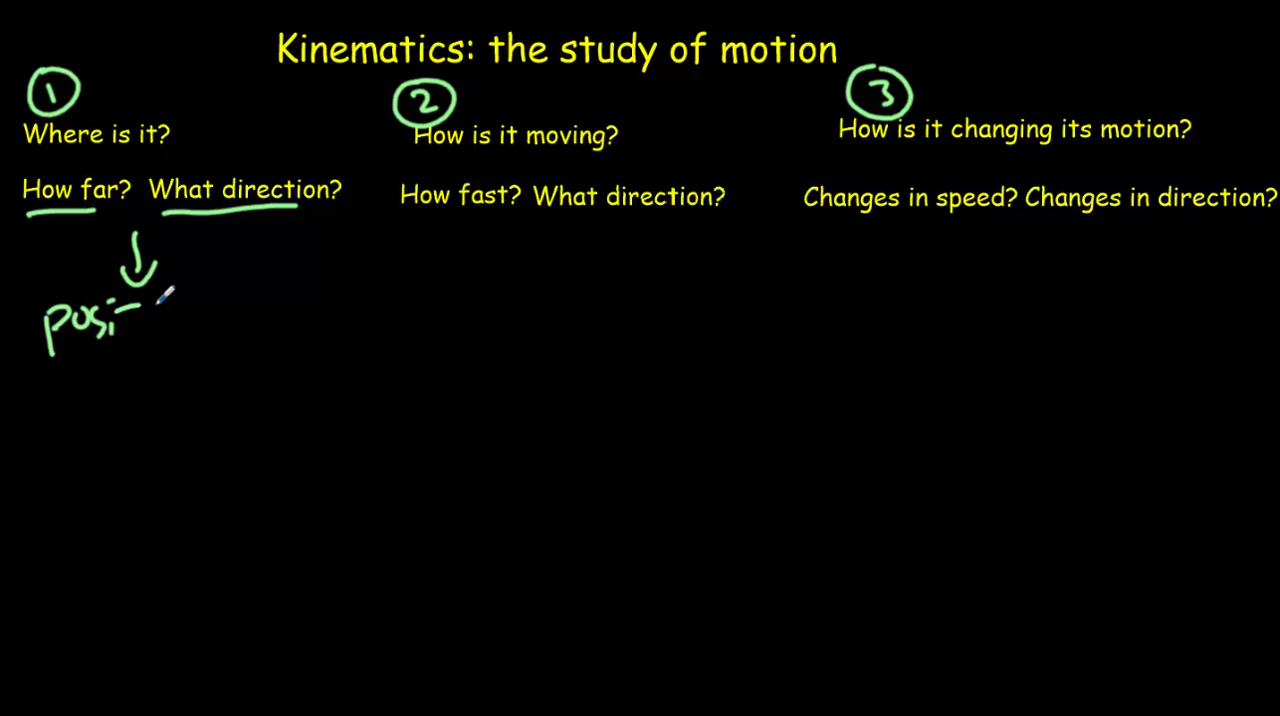 Kinematics: the study of motion
1 2 3
Where is it? How is it moving? How is it changing its motion?
How far? What direction? How fast? What direction? Changes in speed? Changes in direction?
posi